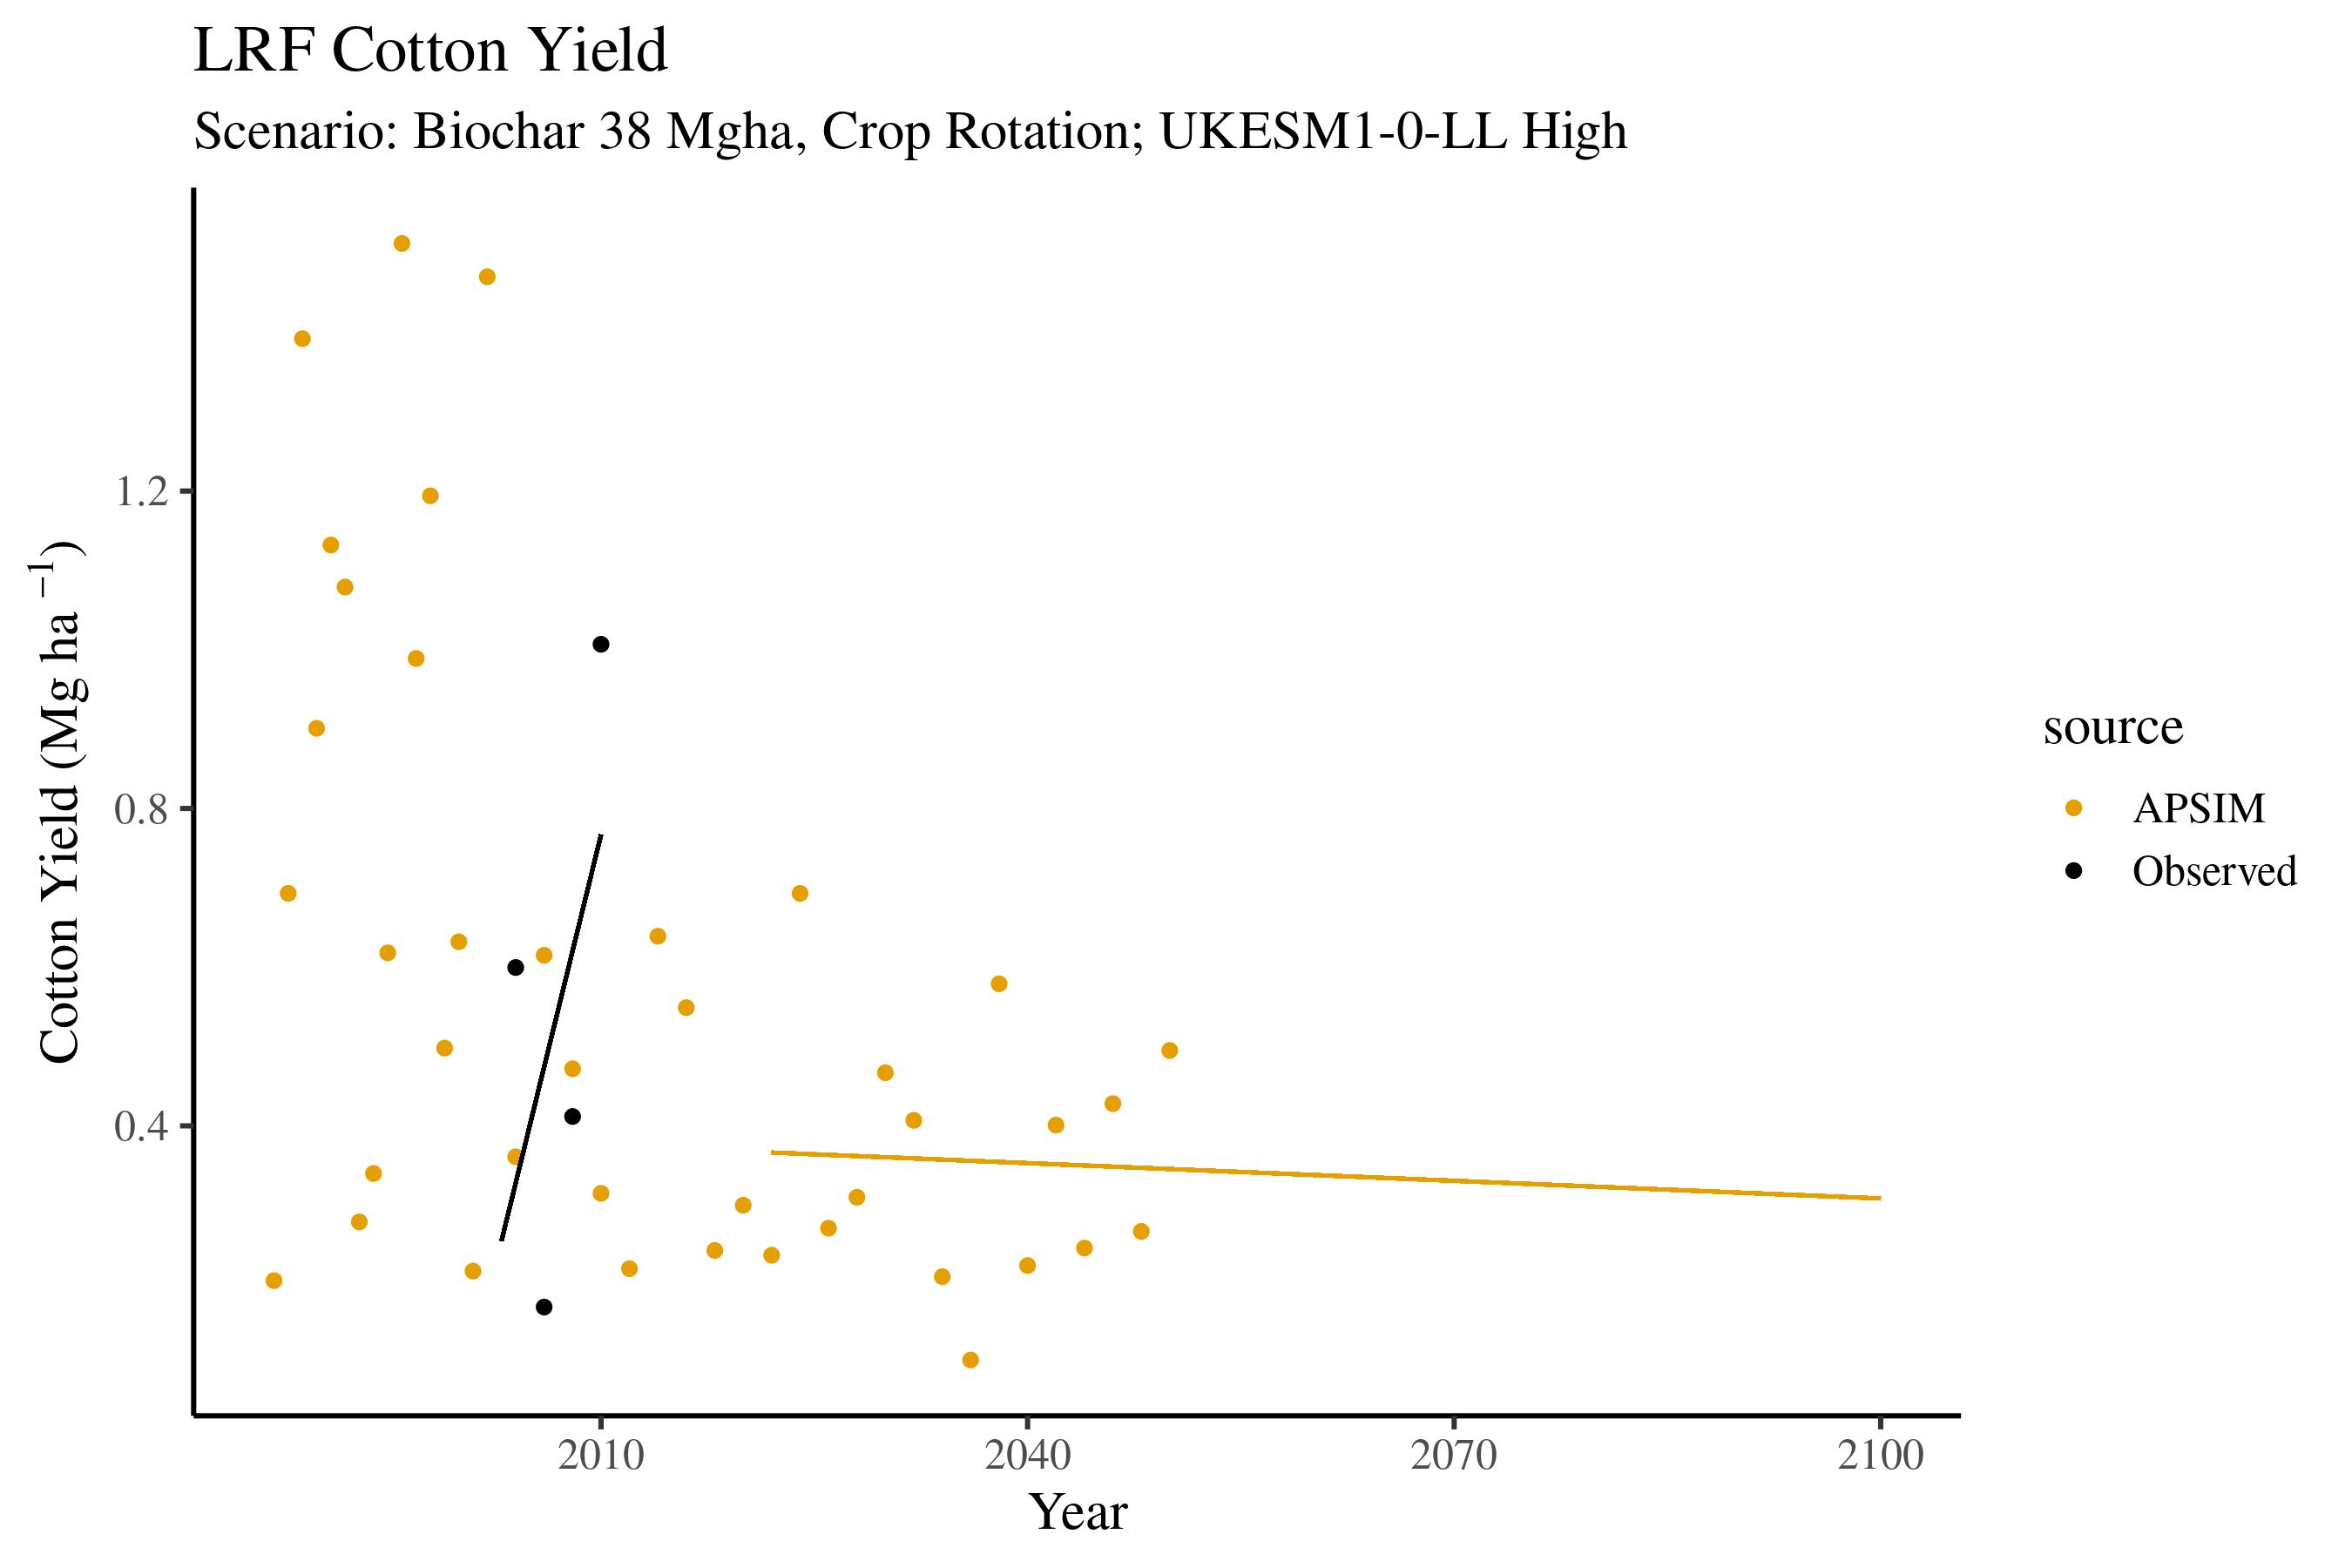 LRF Cotton Yield
Scenario: Biochar 38 Mgha, Crop Rotation; UKESM1-0-LL High
Cotton Yield (Mg ha −1)
1.2
0.8
0.4
2010 2040 2070 2100
Year
source
APSIM
Observed